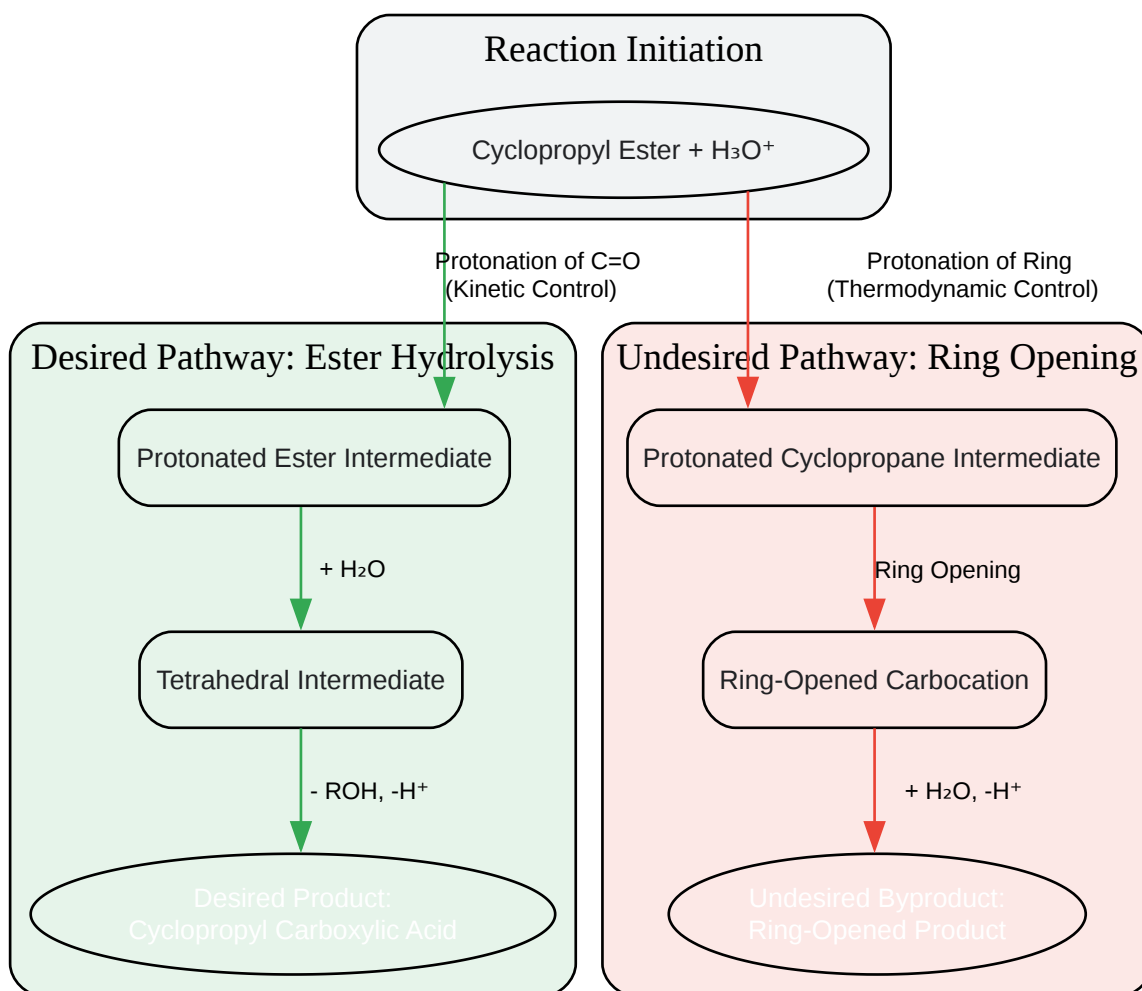 Reaction Initiation
Cyclopropyl Ester + H₃O⁺
Protonation of C=O
(Kinetic Control)
Protonation of Ring
(Thermodynamic Control)
Desired Pathway: Ester Hydrolysis
Undesired Pathway: Ring Opening
Protonated Ester Intermediate
Protonated Cyclopropane Intermediate
+ H₂O
Ring Opening
Tetrahedral Intermediate
Ring-Opened Carbocation
- ROH, -H⁺
+ H₂O, -H⁺
Desired Product:
Cyclopropyl Carboxylic Acid
Undesired Byproduct:
Ring-Opened Product